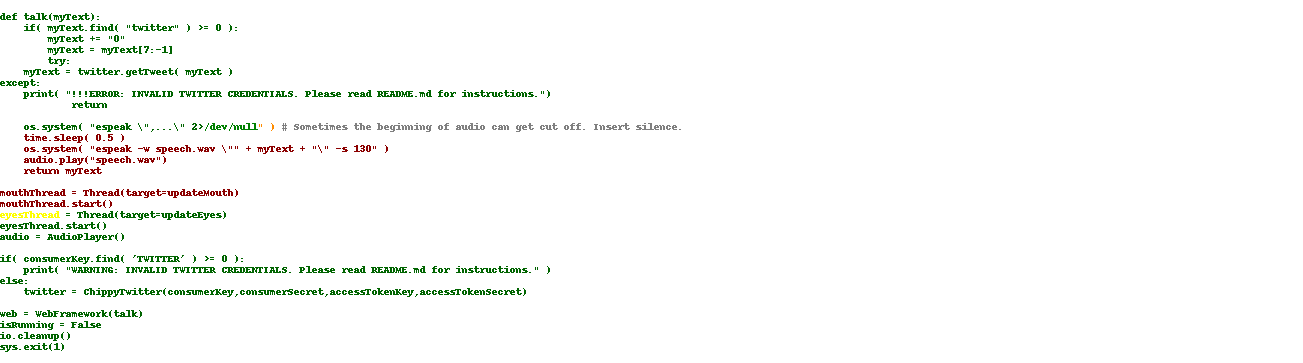 def talk(myText):
    if( myText.find( "twitter" ) >= 0 ):
        myText += "0"
        myText = myText[7:-1]
        try:
    myText = twitter.getTweet( myText )
except:
    print( "!!!ERROR: INVALID TWITTER CREDENTIALS. Please read README.md for instructions.")
            return
    os.system( "espeak \",...\" 2>/dev/null" ) # Sometimes the beginning of audio can get cut off. Insert silence.
    time.sleep( 0.5 )
    os.system( "espeak -w speech.wav \"" + myText + "\" -s 130" )
    audio.play("speech.wav")
    return myText
mouthThread = Thread(target=updateMouth)
mouthThread.start()
eyesThread = Thread(target=updateEyes)
eyesThread.start()
audio = AudioPlayer()
if( consumerKey.find( 'TWITTER' ) >= 0 ):
    print( "WARNING: INVALID TWITTER CREDENTIALS. Please read README.md for instructions." )
else:
    twitter = ChippyTwitter(consumerKey,consumerSecret,accessTokenKey,accessTokenSecret)
web = WebFramework(talk)
isRunning = False
io.cleanup()
sys.exit(1)